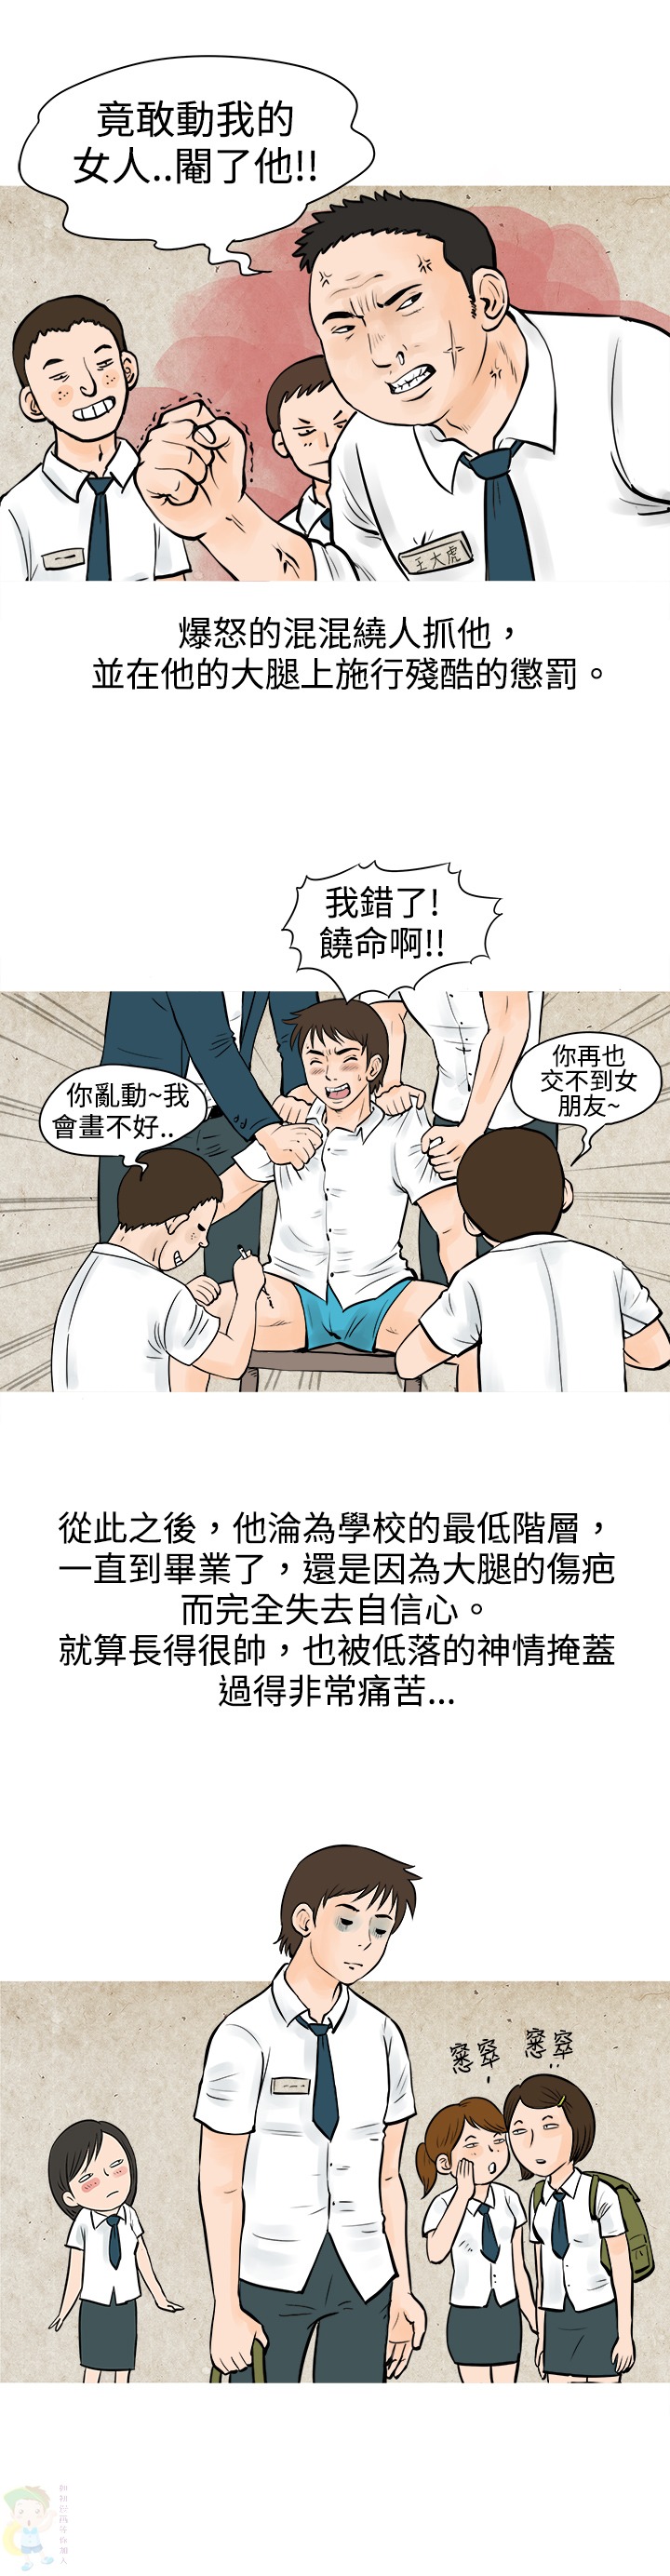 竟敢動我的
女人..閹了他!!
王大虎
爆怒的混混繞人抓他，
並在他的大腿上施行殘酷的懲罰。
我錯了!
饒命啊!!
你亂動~我
會畫不好..
你再也
交不到女
朋友~
從此之後，他淪為學校的最低階層，
一直到畢業了，還是因為大腿的傷疤
而完全失去自信心。
就算長得很帥，也被低落的神情掩蓋
過得非常痛苦...
窸窣
窸窣